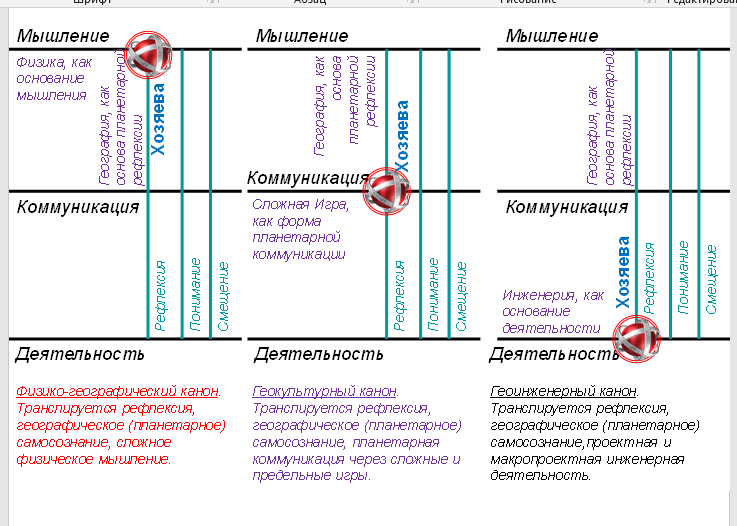 Шрифт
Абзац
Рисование
Редактирован
Мышление
Физика, как
основание
мышления
География, как
основа планетарной
рефлексии
Хозяева
Коммуникация
Рефлексия
Понимание
Смещение
Деятельность
Физико-географический канон.
Транслируется рефлексия,
географическое (планетарное)
самосознание, сложное
физическое мышление.
Мышление
География, как
основа
планетарной
рефлексии
Хозяева
Коммуникация
Сложная Игра,
как форма
планетарной
коммуникации
Рефлексия
Понимание
Смещение
Деятельность
Геокультурный канон.
Транслируется рефлексия,
географическое (планетарное)
самосознание, планетарная
коммуникация через сложные и
предельные игры.
Мышление
География, как
основа планетарной
рефлексии
Коммуникация
Хозяева
Рефлексия
Понимание
Смещение
Инженерия, как
основание
деятельности
Деятельность
Геоинженерный канон.
Транслируется рефлексия,
географическое (планетарное)
самосознание,проектная и
макропроектная инженерная
деятельность.